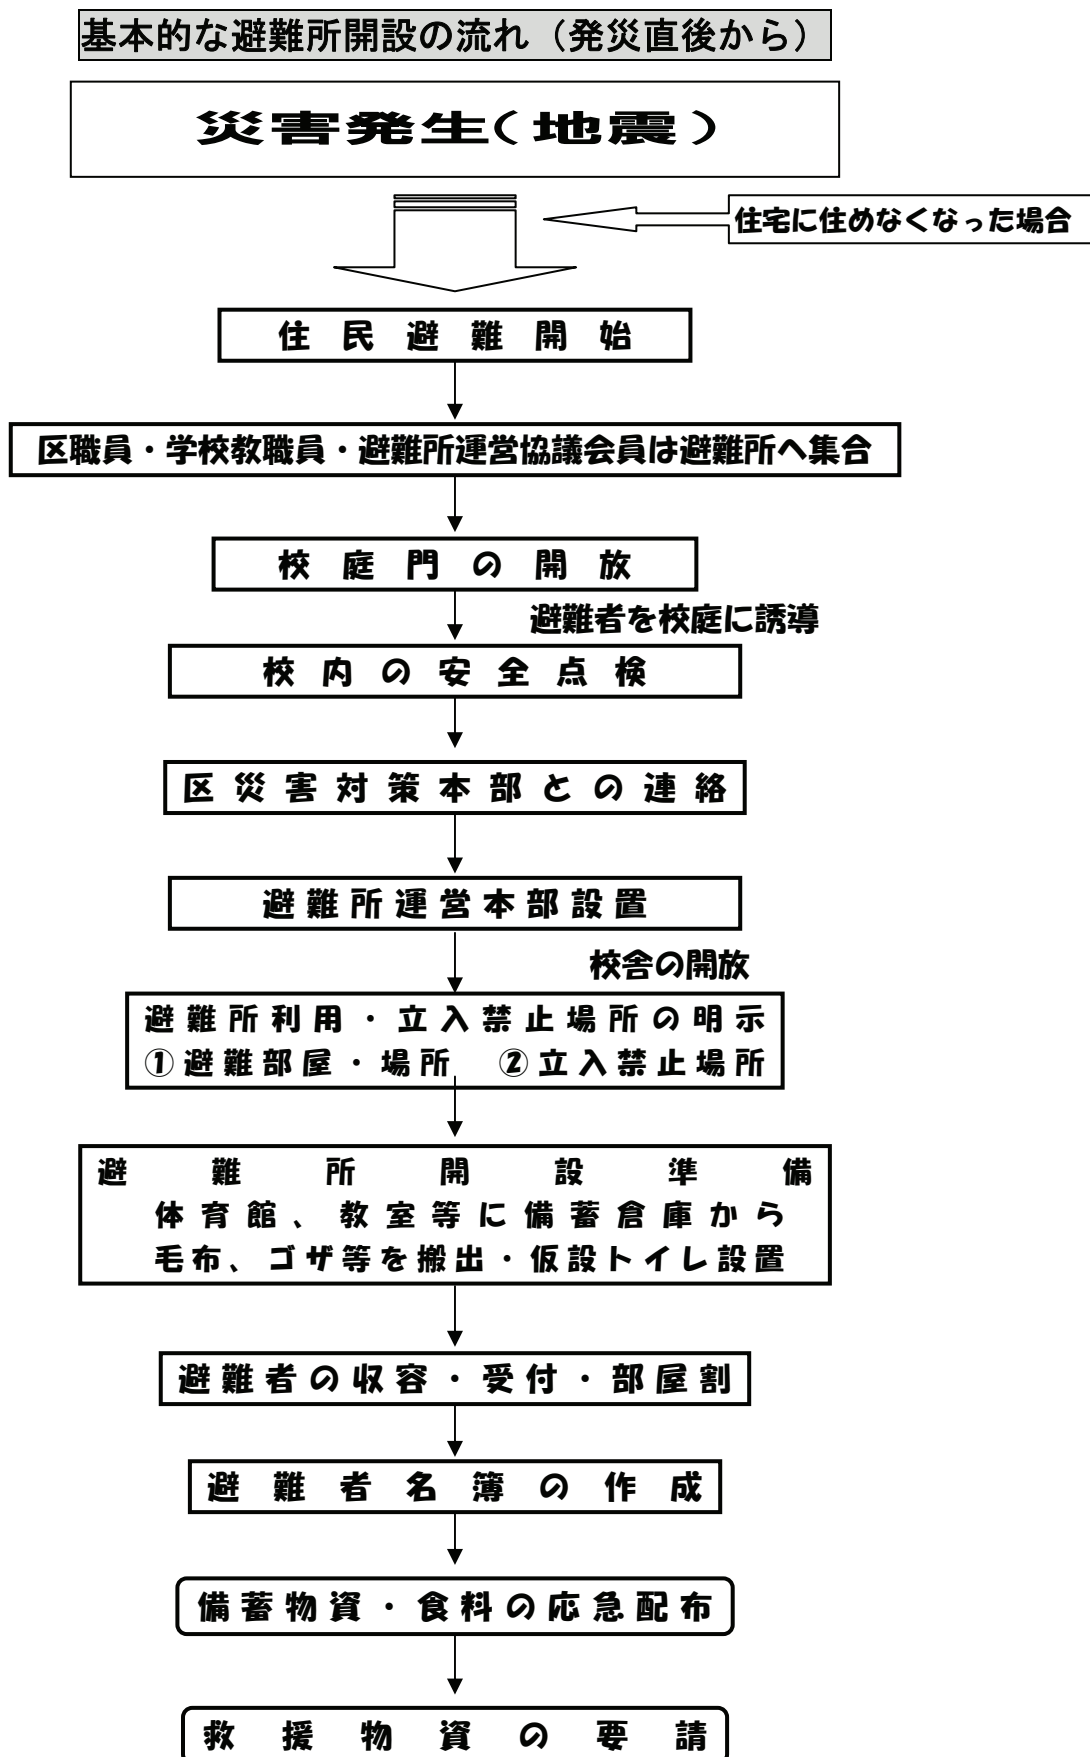 基本的な避難所開設の流れ（発災直後から）
災害発生（地震）
住宅に住めなくなった場合
住民避難開始
区職員・学校教職員・避難所運営協議会員は避難所へ集合
校庭門の開放
避難者を校庭に誘導
校内の安全点検
区災害対策本部との連絡
避難所運営本部設置
校舎の開放
避難所利用・立入禁止場所の明示
①避難部屋・場所　②立入禁止場所
避難所開設準備
体育館、教室等に備蓄倉庫から
毛布、ゴザ等を搬出・仮設トイレ設置
避難者の収容・受付・部屋割
避難者名簿の作成
備蓄物資・食料の応急配布
救援物資の要請